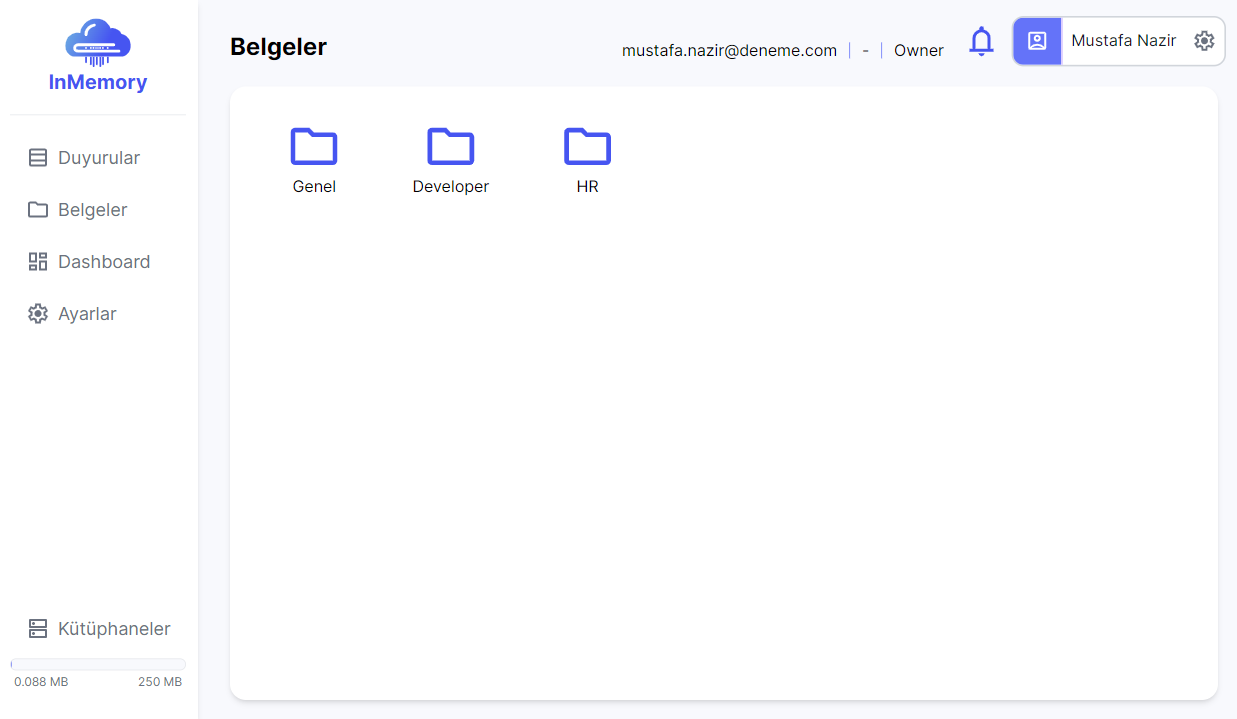 InMemory
Duyurular
Belgeler
Dashboard
Ayarlar
Kütüphaneler
0.088 MB 250 MB
Belgeler
mustafa.nazir@deneme.com | - | Owner
Mustafa Nazir
Genel Developer HR